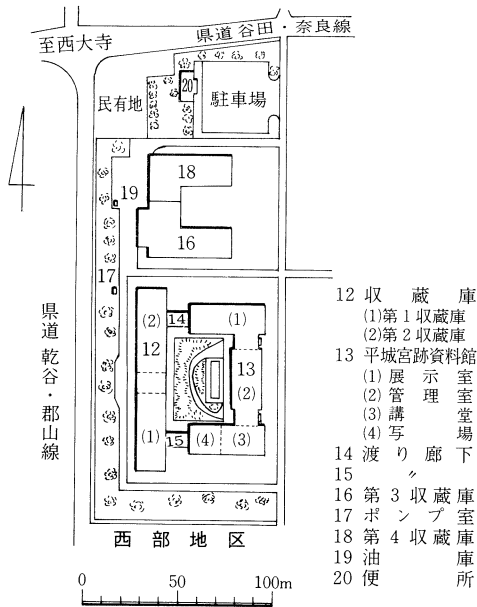 県道 谷田・奈良線
至西大寺
20
民有地
駐車場
18
19
16
17
県道 乾谷・郡山線
(2)
14
(1)
12
13
(2)
(1)
15
(4)
(3)
西部地区
0 50 100m
12 収蔵庫
(1)第1収蔵庫
(2)第2収蔵庫
13 平城宮跡資料館
(1) 展示室
(2) 管理室
(3) 講堂
(4) 写場
14 渡り廊下
15 〃
16 第3収蔵庫
17 ポンプ室
18 第4収蔵庫
19 油庫
20 便所